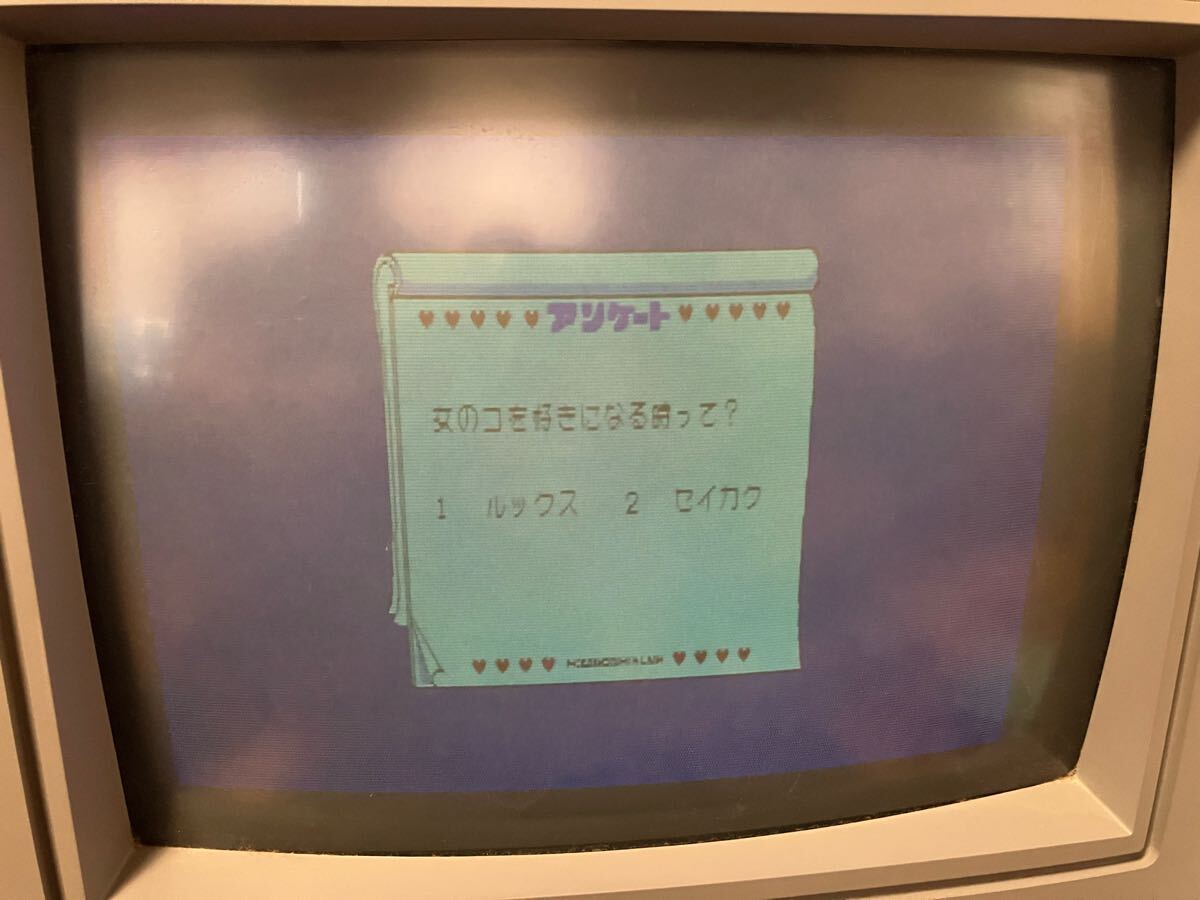 ♥♥♥♥♥アンケート♥♥♥♥♥
女のコを好きになる時って?
1 ルックス 2 セイカク